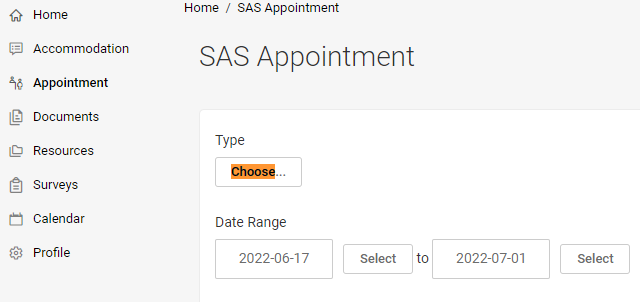 Home
Accommodation
Appointment
Documents
Resources
Surveys
Calendar
Profile
Home / SAS Appointment
SAS Appointment
Type
Choose...
Date Range
2022-06-17 Select to 2022-07-01 Select